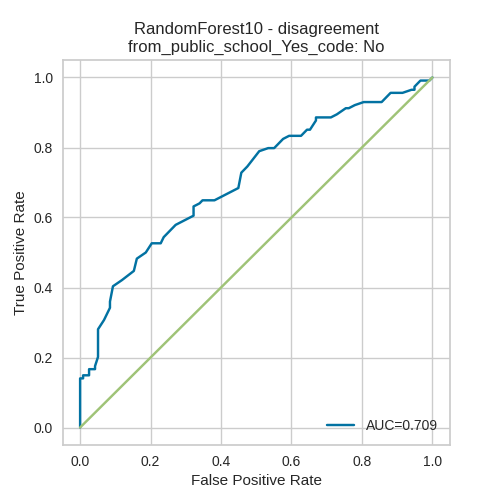 RandomForest10 - disagreement
from_public_school_Yes_code: No
1.0
0.8
0.6
0.4
0.2
0.0
True Positive Rate
AUC=0.709
0.0 0.2 0.4 0.6 0.8 1.0
False Positive Rate